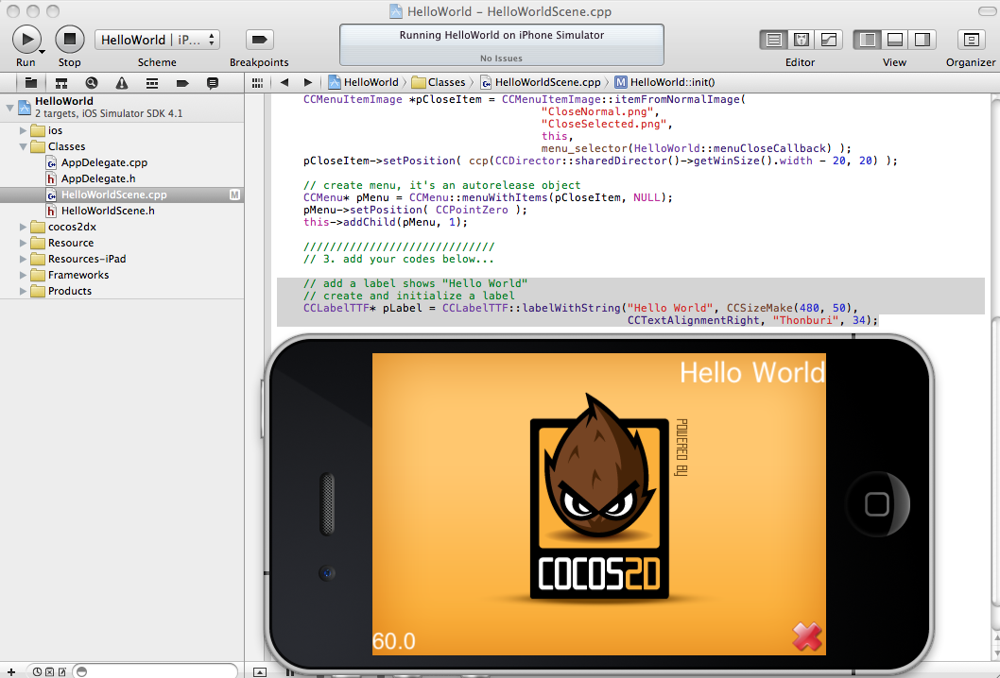 HelloWorld – HelloWorldScene.cpp
Run
Stop
HelloWorld | iP...
Scheme
Breakpoints
Running HelloWorld on iPhone Simulator
No Issues
Editor
View
Organizer
HelloWorld
Classes
HelloWorldScene.cpp
M
HelloWorld::init()
HelloWorld
2 targets, iOS Simulator SDK 4.1
ios
Classes
AppDelegate.cpp
AppDelegate.h
HelloWorldScene.cpp
M
HelloWorldScene.h
cocos2dx
Resource
Resources-iPad
Frameworks
Products
CCMenuItemImage *pCloseItem = CCMenuItemImage::itemFromNormalImage(
"CloseNormal.png",
"CloseSelected.png",
this,
menu_selector(HelloWorld::menuCloseCallback) );
pCloseItem->setPosition( ccp(CCDirector::sharedDirector()->getWinSize().width - 20, 20) );
// create menu, it's an autorelease object
CCMenu* pMenu = CCMenu::menuWithItems(pCloseItem, NULL);
pMenu->setPosition( CCPointZero );
this->addChild(pMenu, 1);
/////////////////////////////
// 3. add your codes below...
// add a label shows "Hello World"
// create and initialize a label
CCLabelTTF* pLabel = CCLabelTTF::labelWithString("Hello World", CCSizeMake(480, 50),
CCTextAlignmentRight, "Thonburi", 34);
Hello World
POWERED BY
COCOS2D
60.0